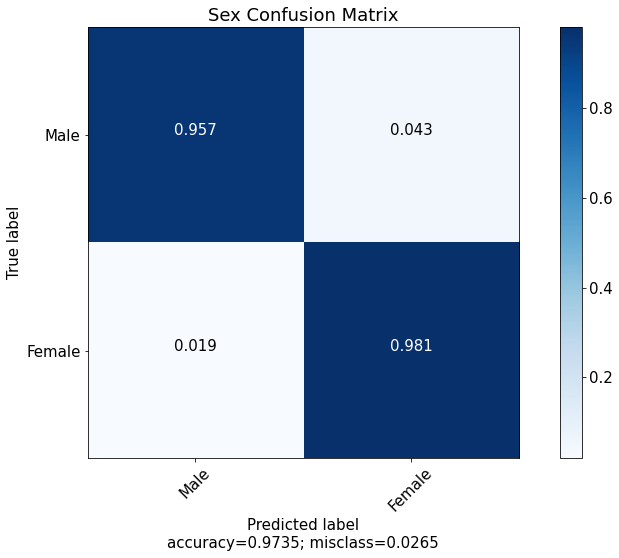 Sex Confusion Matrix
Male
0.957
0.043
0.8
0.6
0.4
0.2
True label
Female
0.019
0.981
Male
Female
Predicted label
accuracy=0.9735; misclass=0.0265